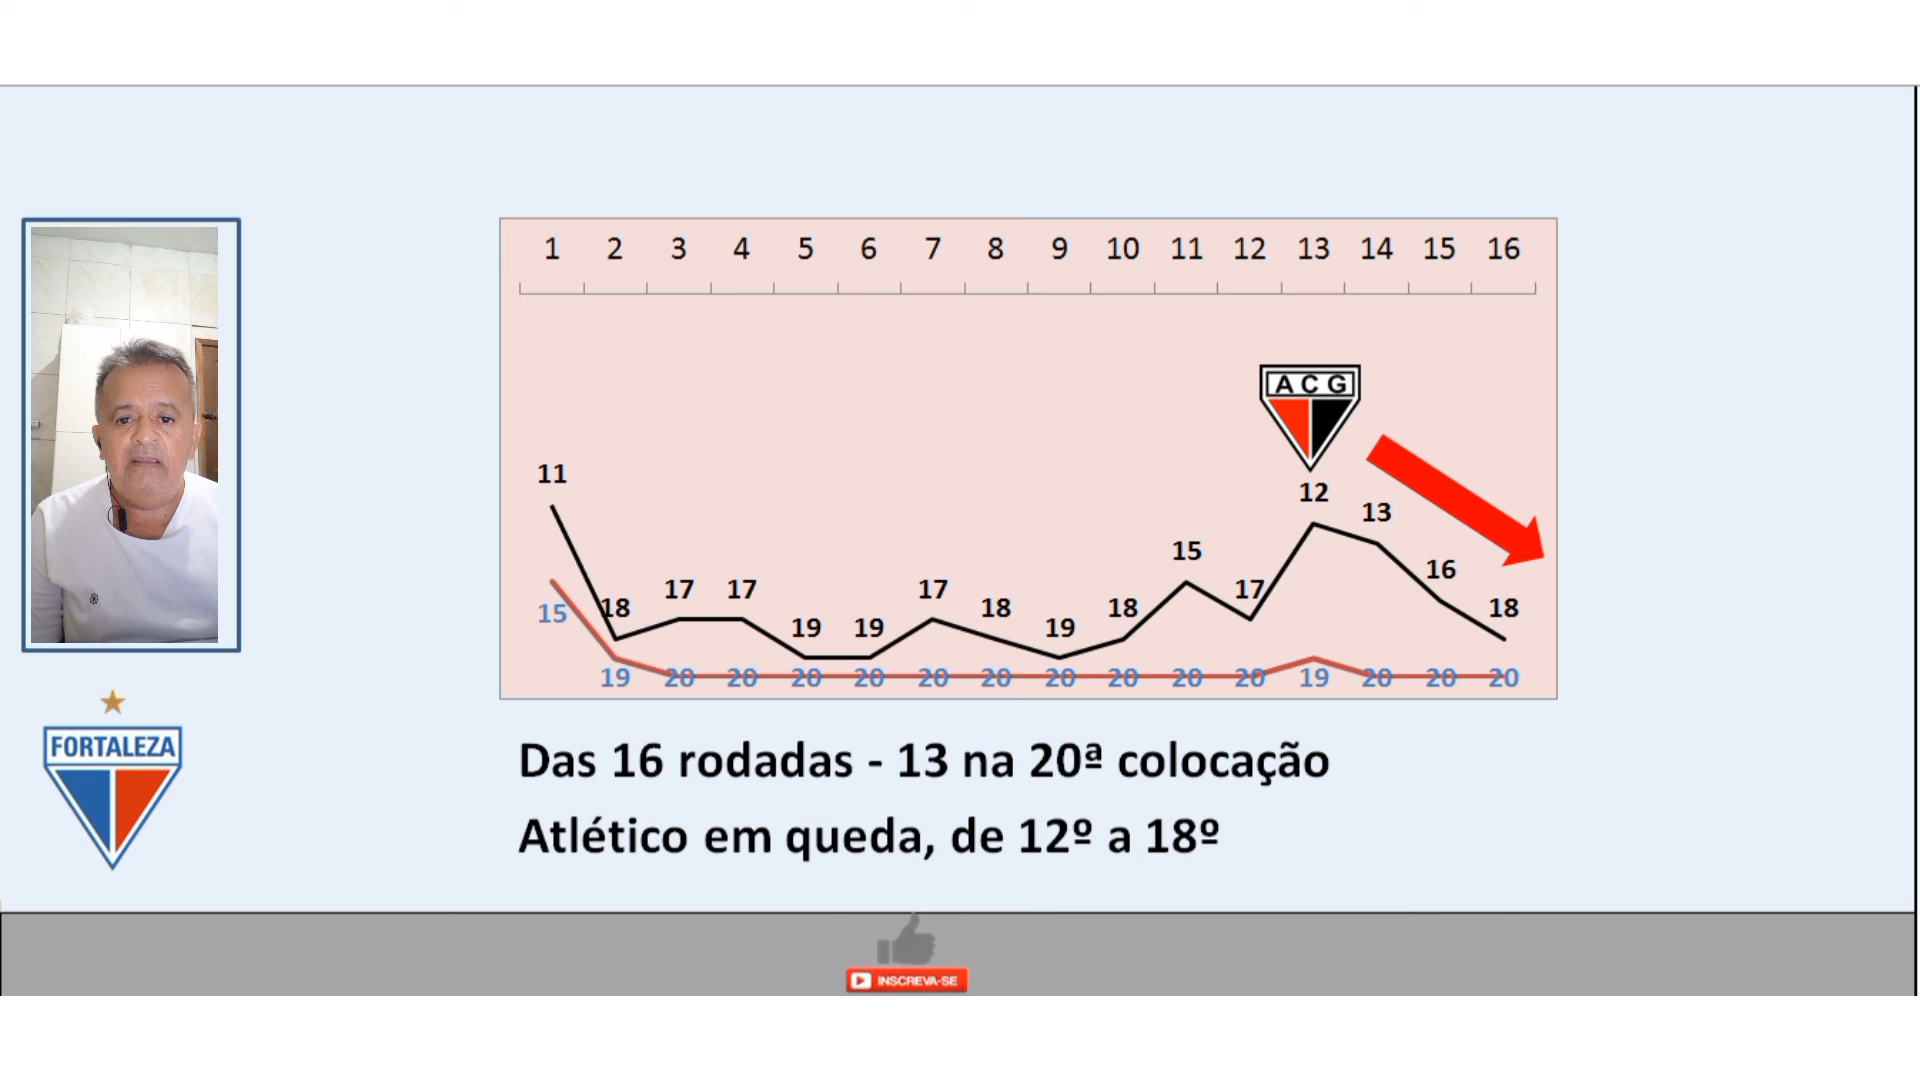 1 2 3 4 5 6 7 8 9 10 11 12 13 14 15 16
A C G
11 18 17 17 19 19 17 18 19 18 15 17 12 13 16 18
15 19 20 20 20 20 20 20 20 20 20 20 19 20 20 20
FORTALEZA
Das 16 rodadas - 13 na 20ª colocação
Atlético em queda, de 12º a 18º
INSCREVA-SE